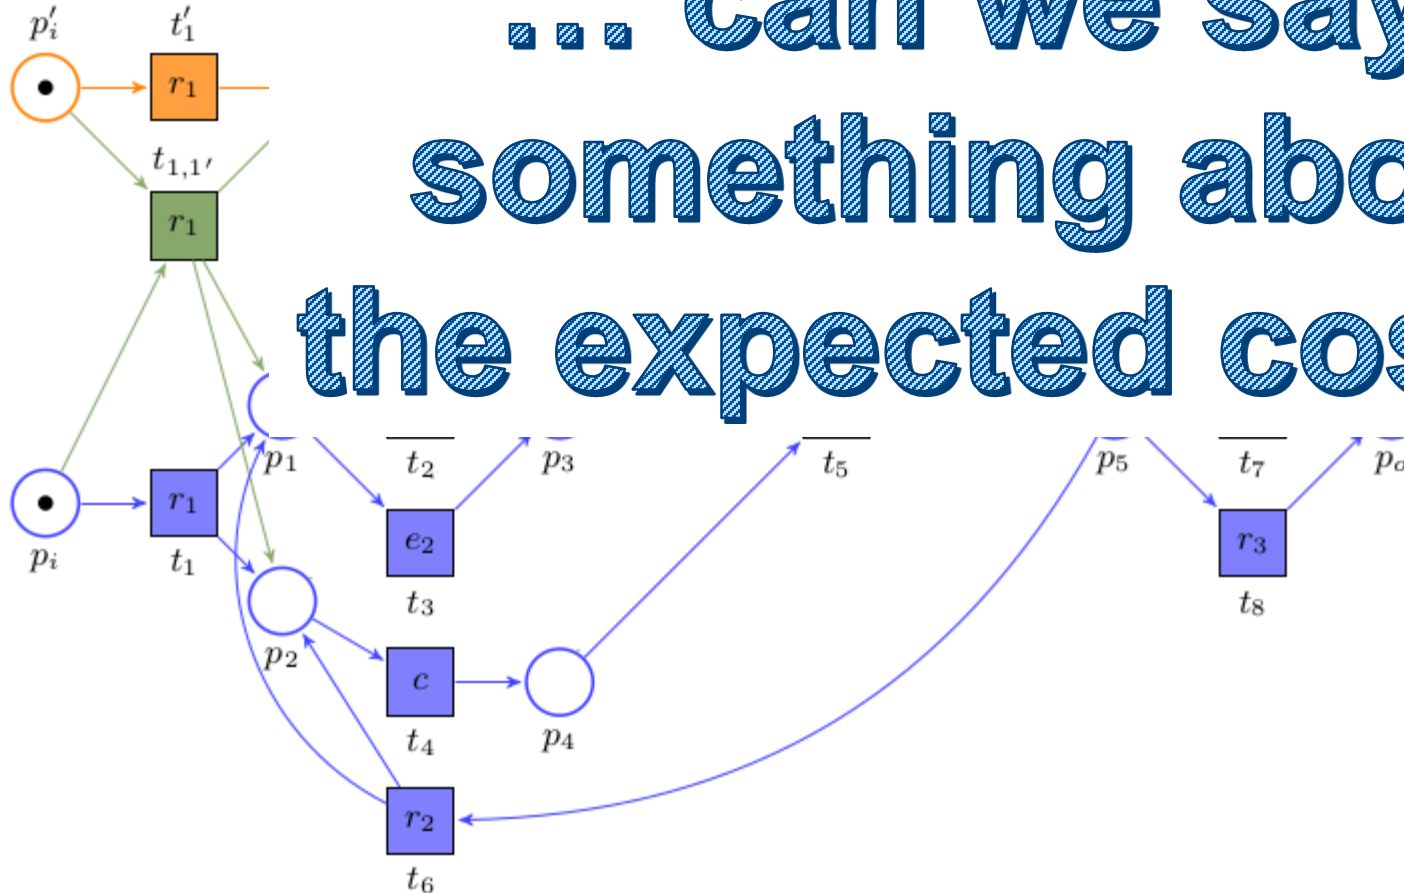 ... can we say
something abo
the expected cos
p′i
t′1
r1
t1,1′
r1
p1
t2
p3
t5
p5
t7
po
r1
pi
t1
e2
r3
t3
t8
p2
c
t4
p4
r2
t6